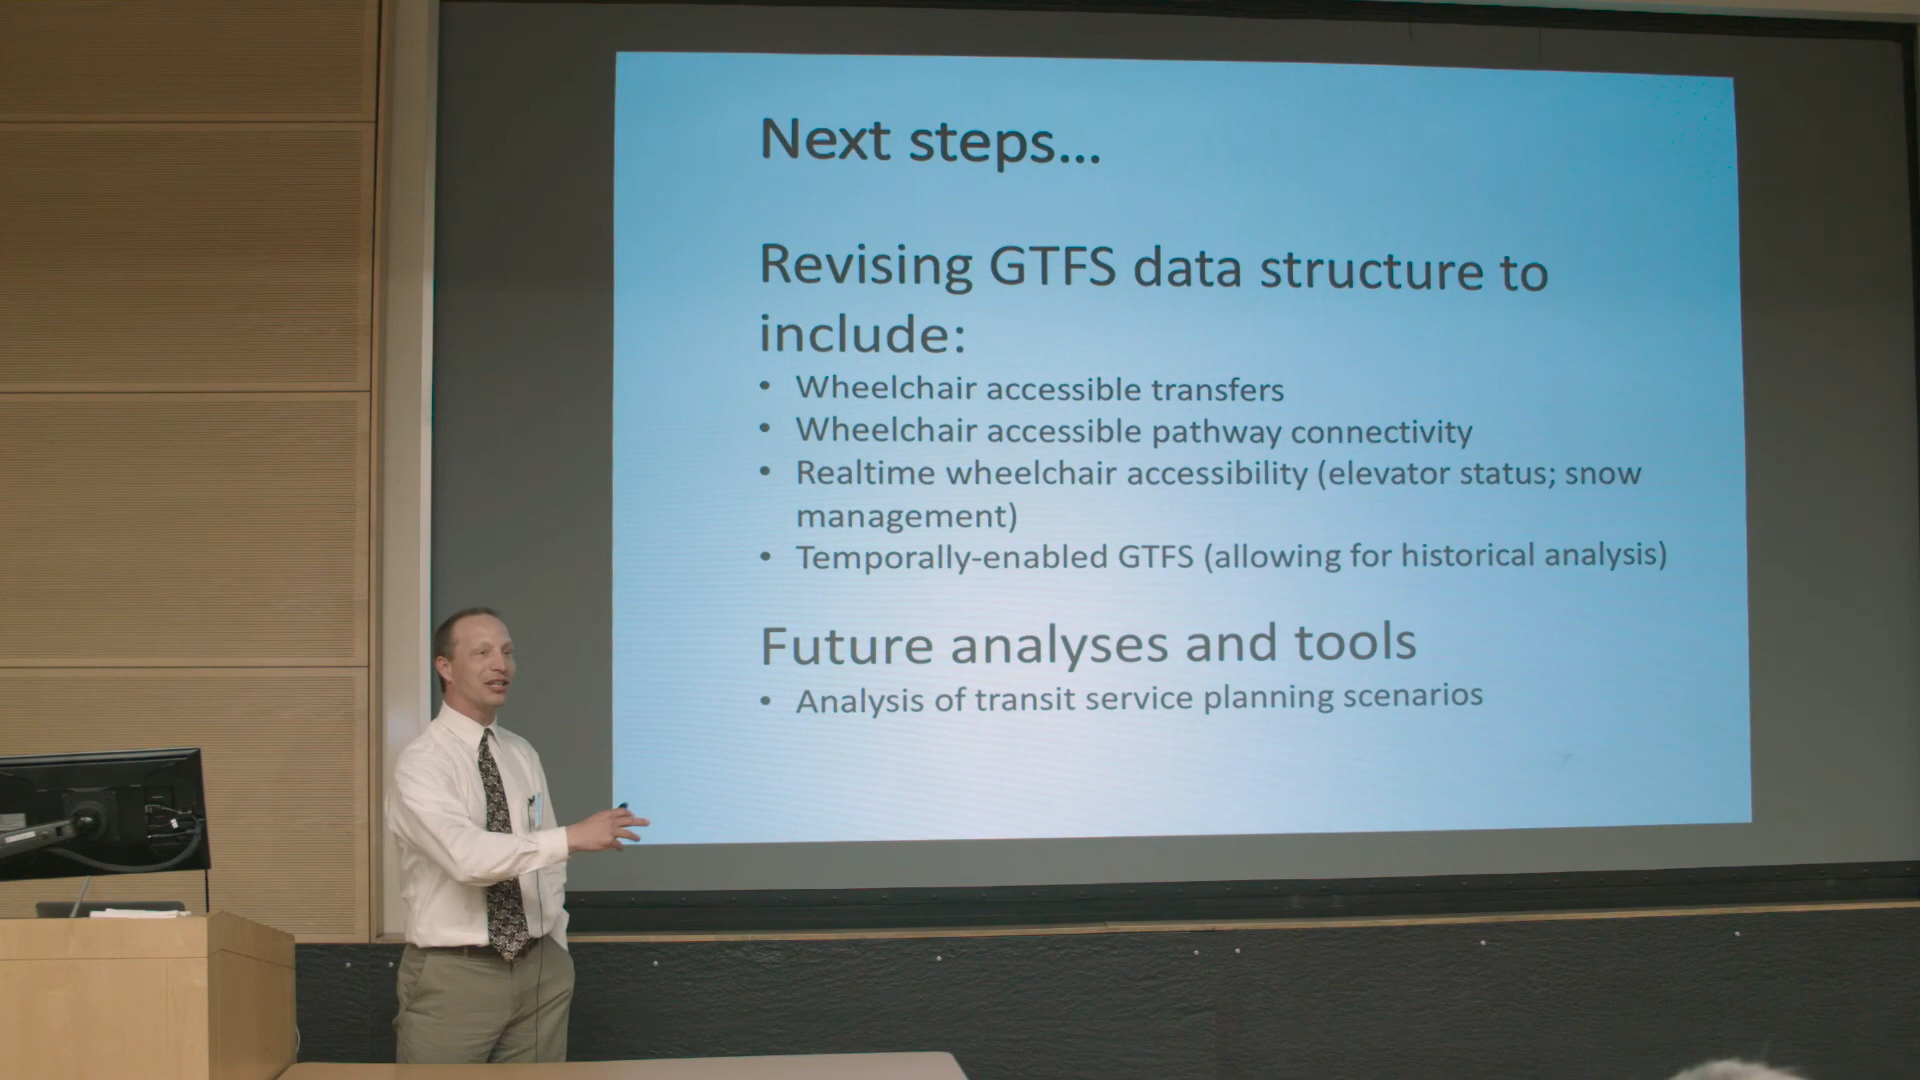 Next steps...
Revising GTFS data structure to
include:
• Wheelchair accessible transfers
• Wheelchair accessible pathway connectivity
• Realtime wheelchair accessibility (elevator status; snow
management)
• Temporally-enabled GTFS (allowing for historical analysis)
Future analyses and tools
• Analysis of transit service planning scenarios